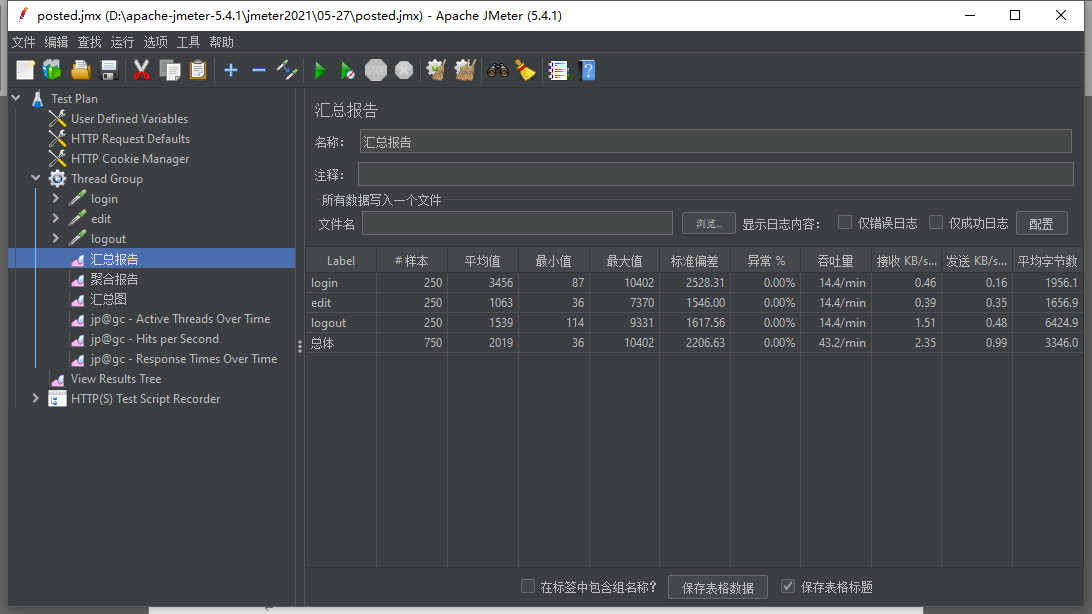 posted.jmx (D:\apache-jmeter-5.4.1\jmeter2021\05-27\posted.jmx) - Apache JMeter (5.4.1)
文件 编辑 查找 运行 选项 工具 帮助
Test Plan
User Defined Variables
HTTP Request Defaults
HTTP Cookie Manager
Thread Group
login
edit
logout
汇总报告
聚合报告
汇总图
jp@gc - Active Threads Over Time
jp@gc - Hits per Second
jp@gc - Response Times Over Time
View Results Tree
HTTP(S) Test Script Recorder
汇总报告
名称： 汇总报告
注释：
所有数据写入一个文件
文件名 浏览... 显示日志内容： 仅错误日志 仅成功日志 配置
Label # 样本 平均值 最小值 最大值 标准偏差 异常 % 吞吐量 接收 KB/s... 发送 KB/s... 平均字节数
login 250 3456 87 10402 2528.31 0.00% 14.4/min 0.46 0.16 1956.1
edit 250 1063 36 7370 1546.00 0.00% 14.4/min 0.39 0.35 1656.9
logout 250 1539 114 9331 1617.56 0.00% 14.4/min 1.51 0.48 6424.9
总体 750 2019 36 10402 2206.63 0.00% 43.2/min 2.35 0.99 3346.0
在标签中包含组名称? 保存表格数据 保存表格标题